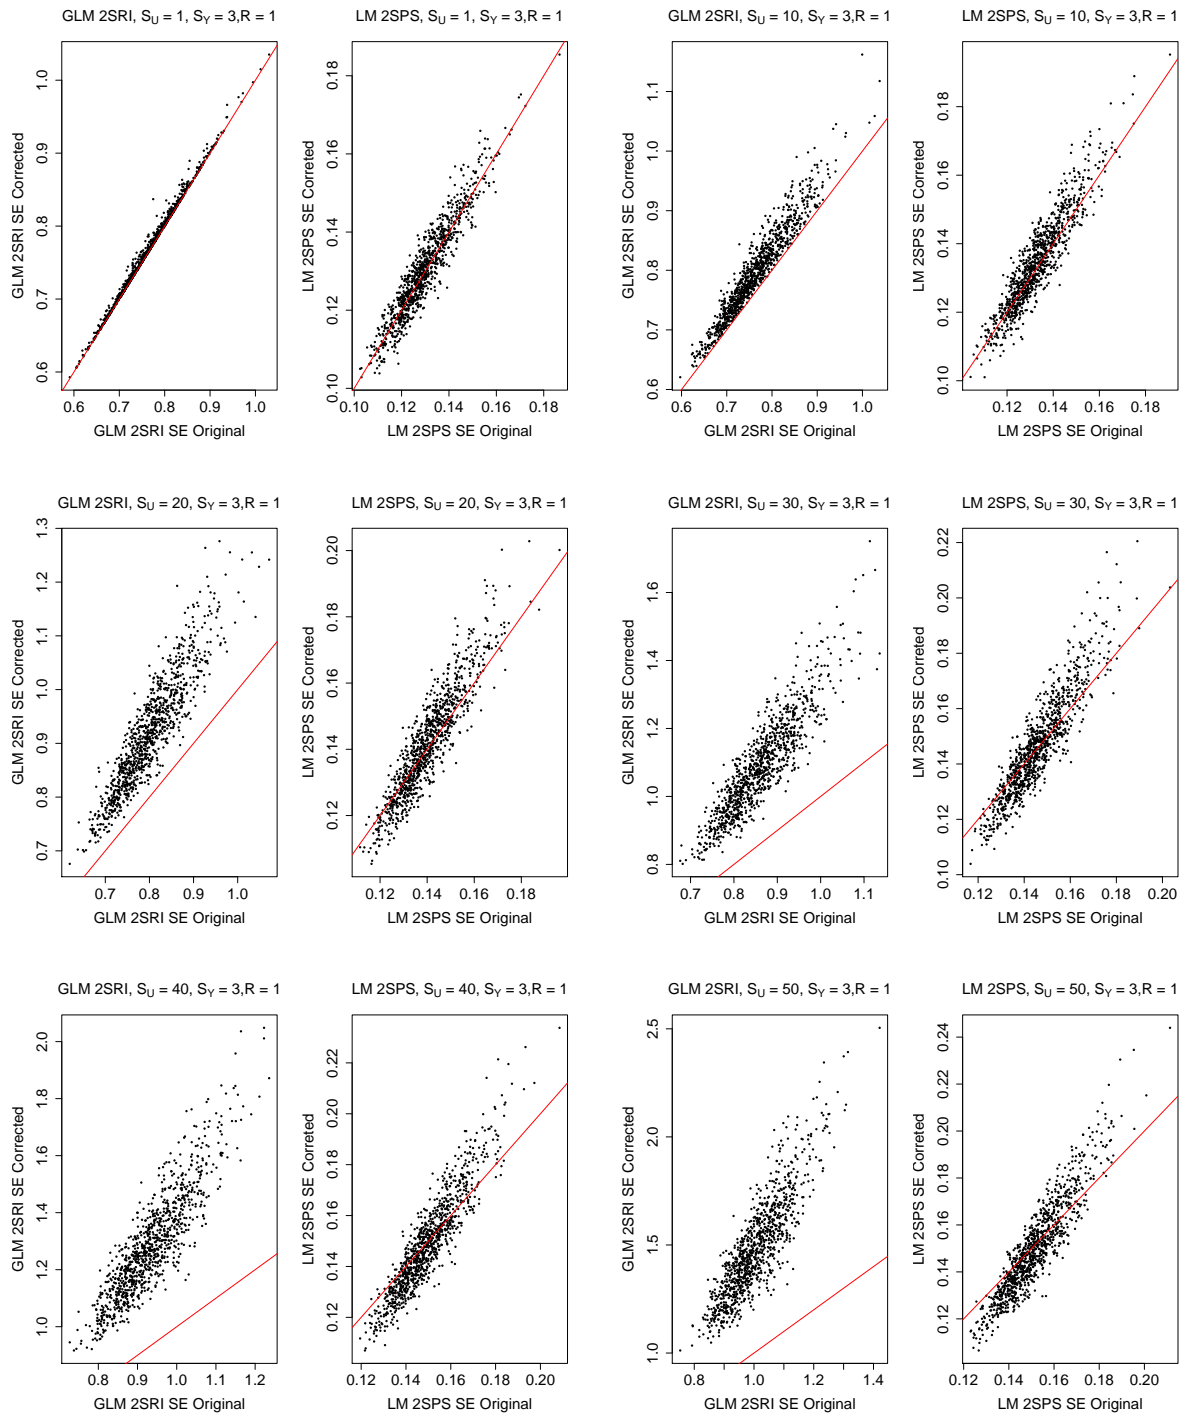 GLM 2SRI, S_U = 1, S_Y = 3,R = 1
GLM 2SRI SE Correted
0.6 0.7 0.8 0.9 1.0
0.6 0.7 0.8 0.9 1.0
GLM 2SRI SE Original
LM 2SPS, S_U = 1, S_Y = 3,R = 1
LM 2SPS SE Correted
0.10 0.12 0.14 0.16 0.18
0.10 0.12 0.14 0.16 0.18
LM 2SPS SE Original
GLM 2SRI, S_U = 10, S_Y = 3,R = 1
GLM 2SRI SE Correted
0.6 0.7 0.8 0.9 1.0 1.1
0.6 0.7 0.8 0.9 1.0
GLM 2SRI SE Original
LM 2SPS, S_U = 10, S_Y = 3,R = 1
LM 2SPS SE Correted
0.10 0.12 0.14 0.16 0.18
0.12 0.14 0.16 0.18
LM 2SPS SE Original
GLM 2SRI, S_U = 20, S_Y = 3,R = 1
GLM 2SRI SE Correted
0.7 0.8 0.9 1.0 1.1 1.2 1.3
0.7 0.8 0.9 1.0
GLM 2SRI SE Original
LM 2SPS, S_U = 20, S_Y = 3,R = 1
LM 2SPS SE Correted
0.12 0.14 0.16 0.18 0.20
0.12 0.14 0.16 0.18
LM 2SPS SE Original
GLM 2SRI, S_U = 30, S_Y = 3,R = 1
GLM 2SRI SE Correted
0.8 1.0 1.2 1.4 1.6
0.7 0.8 0.9 1.0 1.1
GLM 2SRI SE Original
LM 2SPS, S_U = 30, S_Y = 3,R = 1
LM 2SPS SE Correted
0.10 0.12 0.14 0.16 0.18 0.20 0.22
0.12 0.14 0.16 0.18 0.20
LM 2SPS SE Original
GLM 2SRI, S_U = 40, S_Y = 3,R = 1
GLM 2SRI SE Correted
1.0 1.2 1.4 1.6 1.8 2.0
0.8 0.9 1.0 1.1 1.2
GLM 2SRI SE Original
LM 2SPS, S_U = 40, S_Y = 3,R = 1
LM 2SPS SE Correted
0.12 0.14 0.16 0.18 0.20 0.22
0.12 0.14 0.16 0.18 0.20
LM 2SPS SE Original
GLM 2SRI, S_U = 50, S_Y = 3,R = 1
GLM 2SRI SE Correted
1.0 1.5 2.0 2.5
0.8 1.0 1.2 1.4
GLM 2SRI SE Original
LM 2SPS, S_U = 50, S_Y = 3,R = 1
LM 2SPS SE Correted
0.12 0.14 0.16 0.18 0.20 0.22 0.24
0.12 0.14 0.16 0.18 0.20
LM 2SPS SE Original